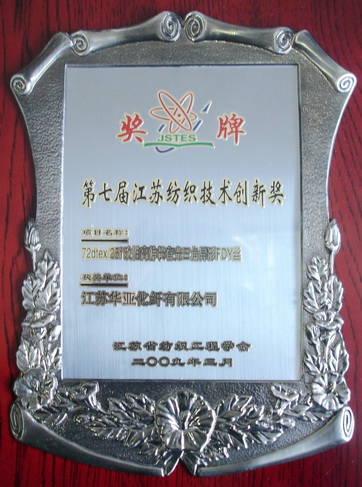 奖 牌
JSTES
第七届江苏纺织技术创新奖
项目名称:
72dtex FDY丝
获奖单位:
江苏华亚化纤有限公司
江苏省纺织工程学会
二〇〇九年三月